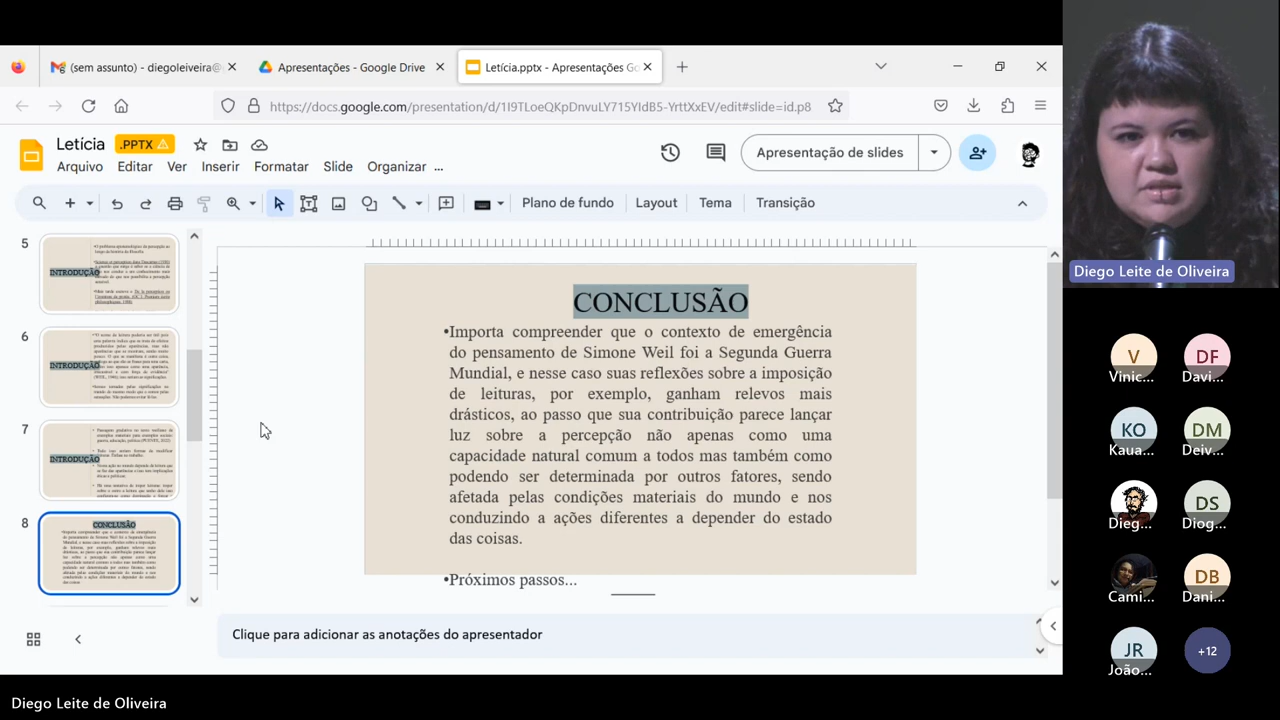 (sem assunto) - diegoleiveira@
Apresentações - Google Drive
Letícia.pptx - Apresentações Go
https://docs.google.com/presentation/d/1I9TLoeQKpDnvuLY715YIdB5-YrttXxEV/edit#slide=id.p8
Letícia
.PPTX
Arquivo Editar Ver Inserir Formatar Slide Organizar ...
Apresentação de slides
Plano de fundo Layout Tema Transição
5
INTRODUÇÃO
6
INTRODUÇÃO
7
INTRODUÇÃO
8
CONCLUSÃO
CONCLUSÃO
•Importa comprender que o contexto de emergência
do pensamento de Simone Weil foi a Segunda Guerra
Mundial, e nesse caso suas reflexões sobre a imposição
de leituras, por exemplo, ganham relevos mais
drásticos, ao passo que sua contribuição parece lançar
luz sobre a percepção não apenas como uma
capacidade natural comum a todos mas também como
podendo ser determinada por outros fatores, sendo
afetada pelas condições materiais do mundo e nos
conduzindo a ações diferentes a depender do estado
das coisas.
•Próximos passos...
Clique para adicionar as anotações do apresentador
Diego Leite de Oliveira
V
Vinic...
DF
Davi...
KO
Kaua...
DM
Deiv...
Dieg...
DS
Diog...
Cami...
DB
Dani...
JR
João...
+12
Diego Leite de Oliveira